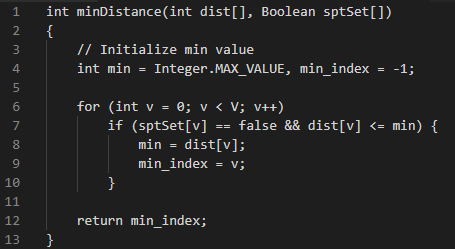 1 int minDistance(int dist[], Boolean sptSet[])
2 {
3     // Initialize min value
4     int min = Integer.MAX_VALUE, min_index = -1;
5
6     for (int v = 0; v < V; v++)
7         if (sptSet[v] == false && dist[v] <= min) {
8             min = dist[v];
9             min_index = v;
10         }
11
12     return min_index;
13 }